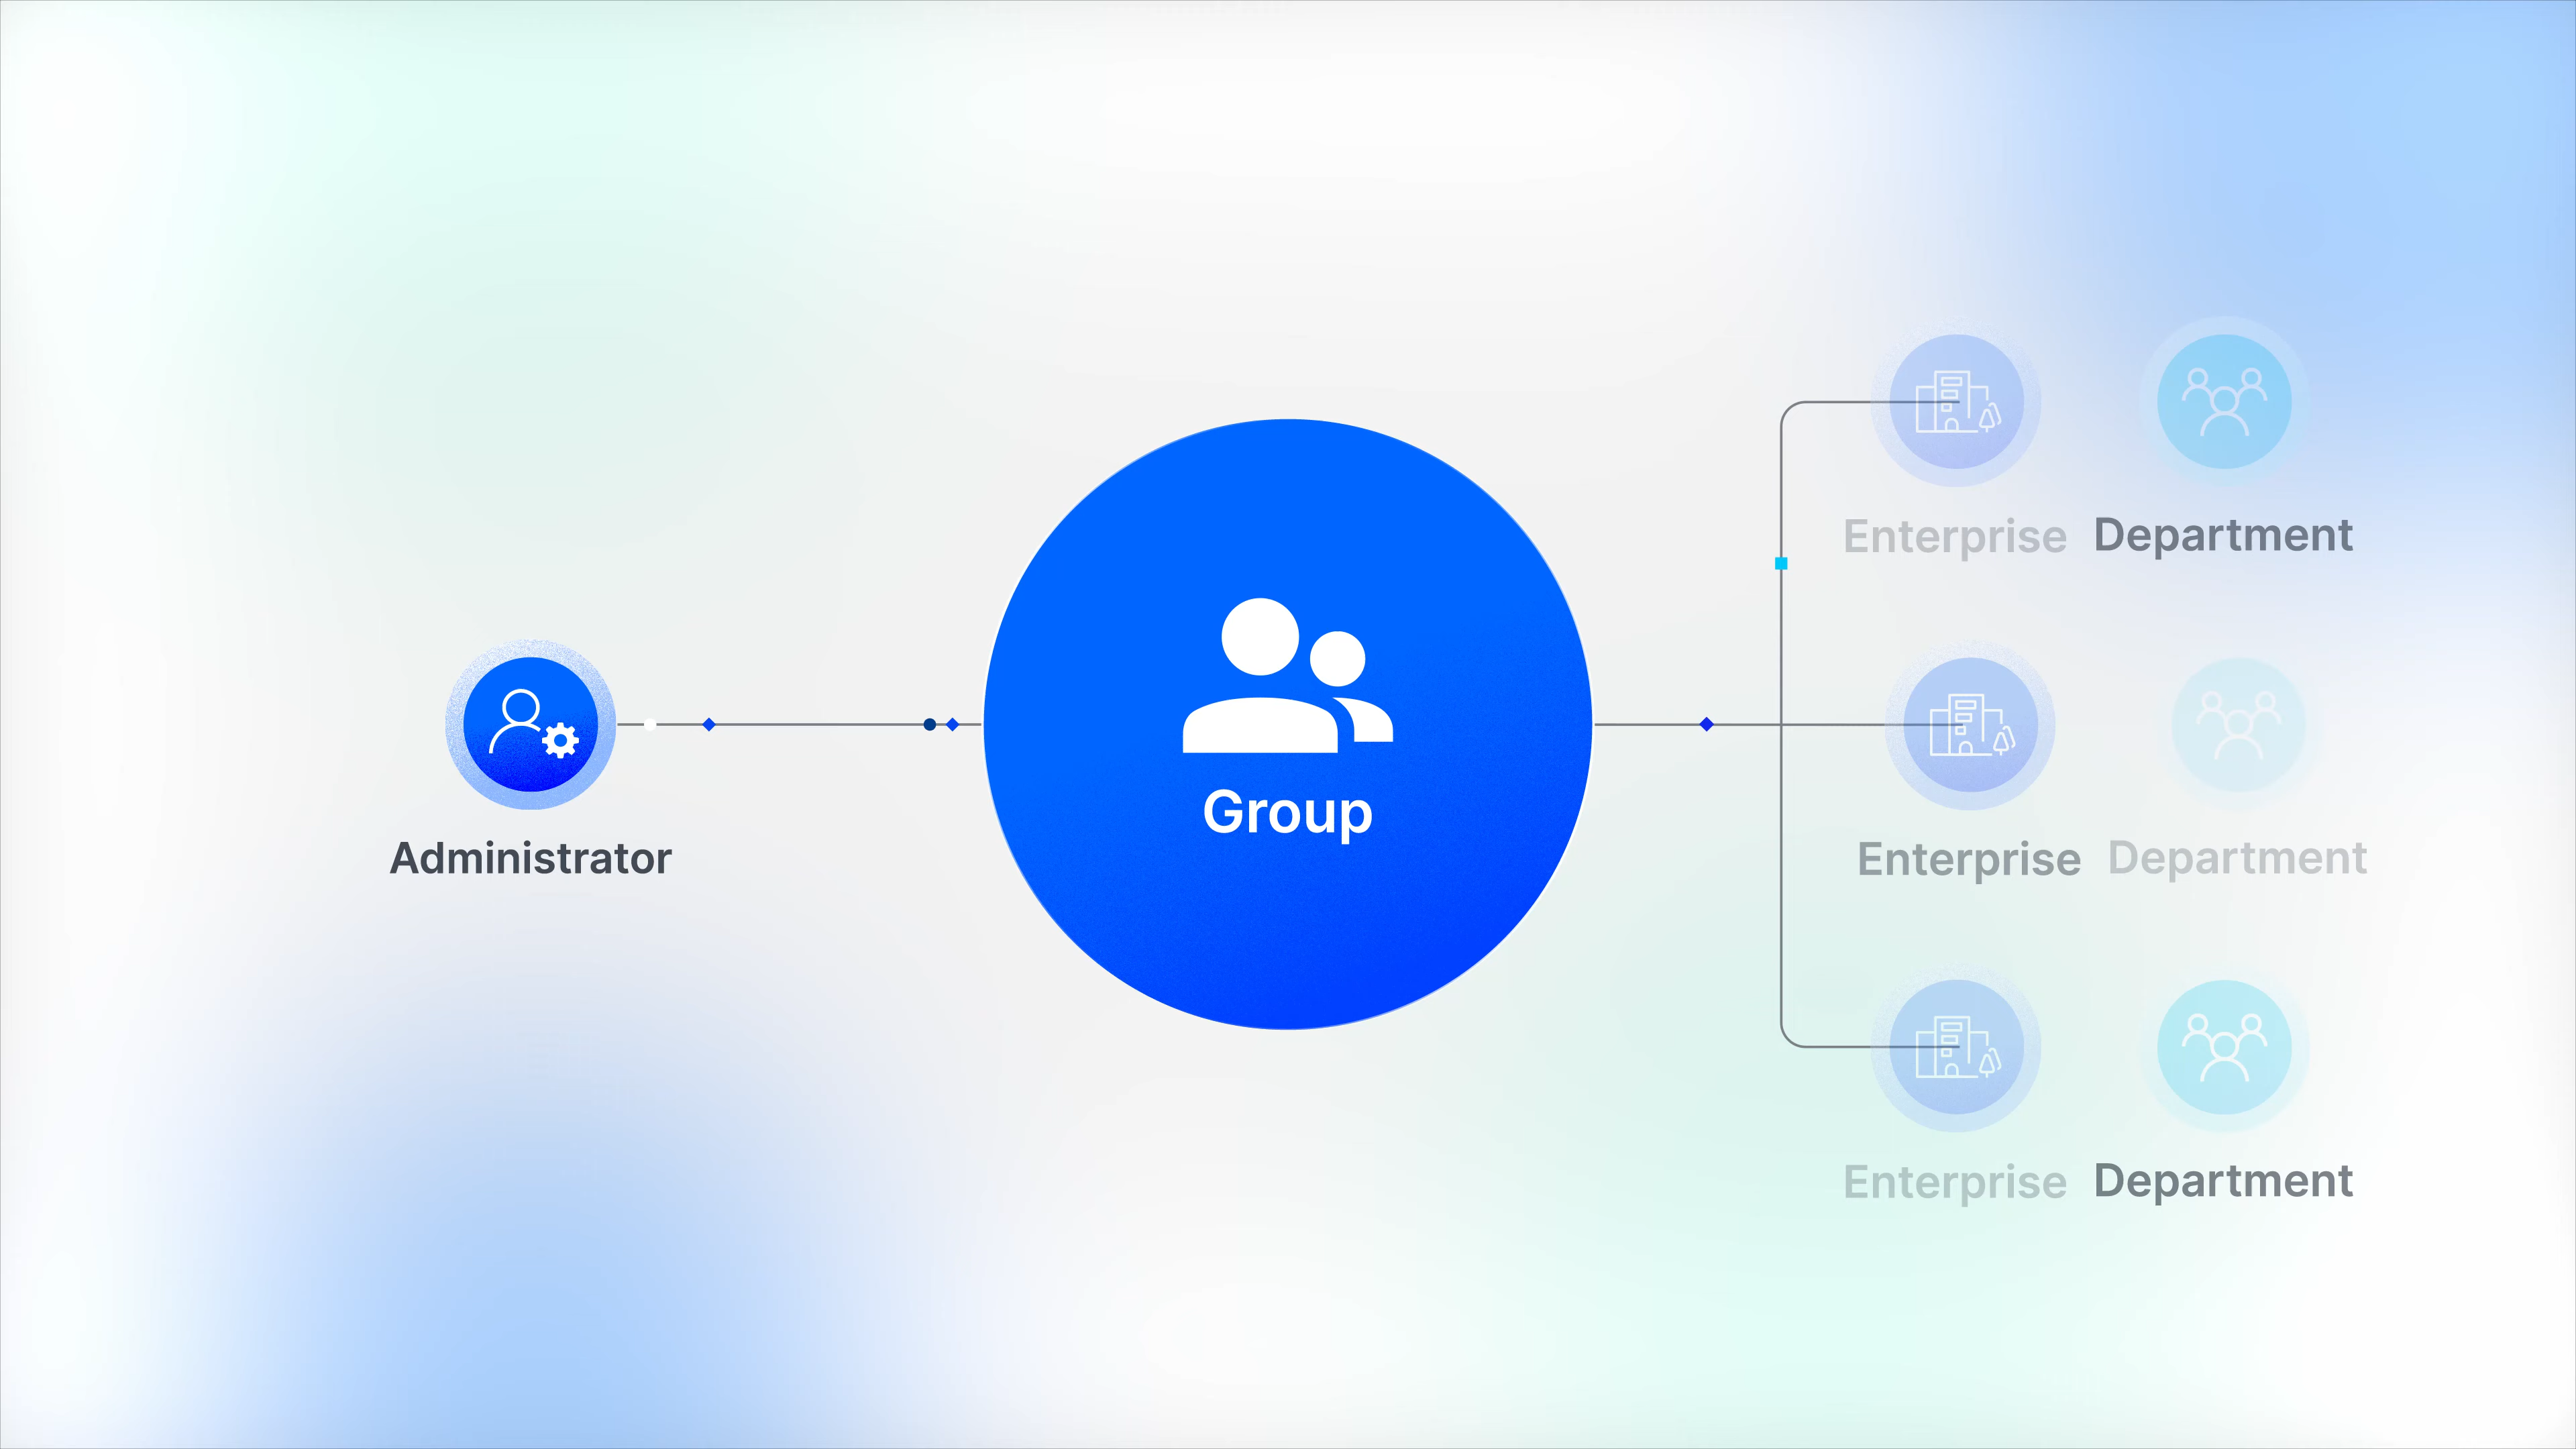 Administrator
Group
Enterprise
Department
Enterprise
Department
Enterprise
Department